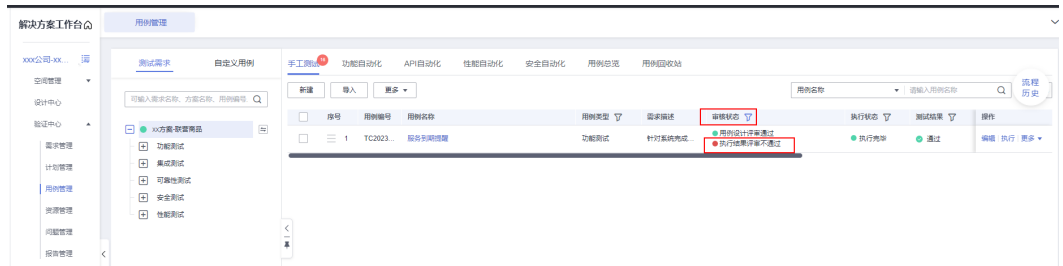 解决方案工作台
用例管理
xxx公司-xx...
空间管理
设计中心
验证中心
需求管理
计划管理
用例管理
资源管理
问题管理
报告管理
测试需求
自定义用例
可输入需求名称、方案名称、用例编号
xx方案-联营商品
功能测试
集成测试
可靠性测试
安全测试
性能测试
手工测试
功能自动化
API自动化
性能自动化
安全自动化
用例总览
用例回收站
新建
导入
更多
用例名称
请输入用例名称
流程
历史
序号 用例编号 用例名称 用例类型 需求描述 审核状态 执行状态 测试结果 操作
1 TC2023... 服务到期提醒 功能测试 针对系统完成... 用例设计评审通过 执行完毕 通过 编辑 执行 更多
执行结果评审不通过